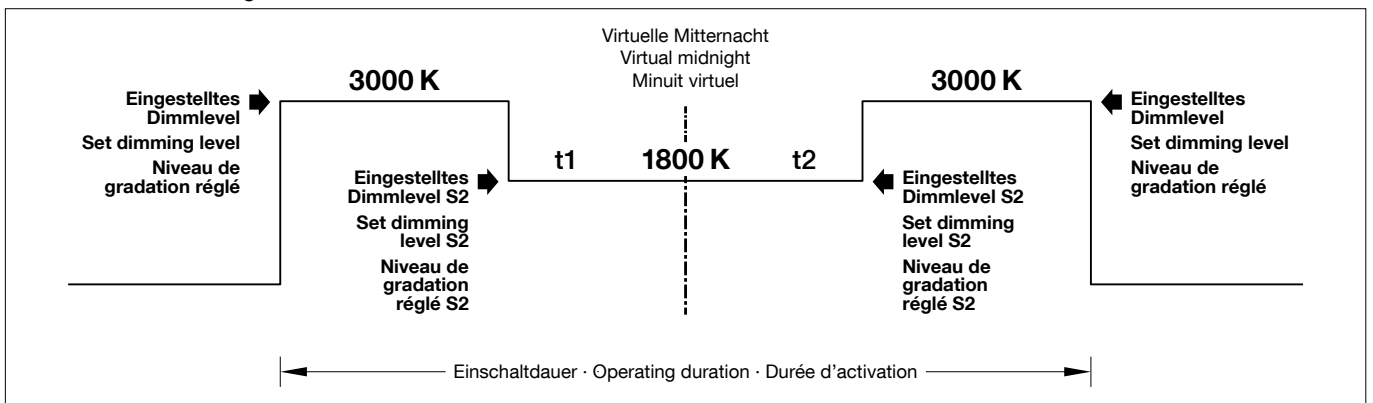 Virtuelle Mitternacht
Virtual midnight
Minuit virtuel
3000 K
3000 K
Eingestelltes
Dimmlevel
Set dimming level
Niveau de
gradation réglé
Eingestelltes
Dimmlevel
Set dimming level
Niveau de
gradation réglé
t1
1800 K
t2
Eingestelltes
Dimmlevel S2
Set dimming
level S2
Niveau de
gradation
réglé S2
Eingestelltes
Dimmlevel S2
Set dimming
level S2
Niveau de
gradation
réglé S2
Einschaltdauer · Operating duration · Durée d’activation